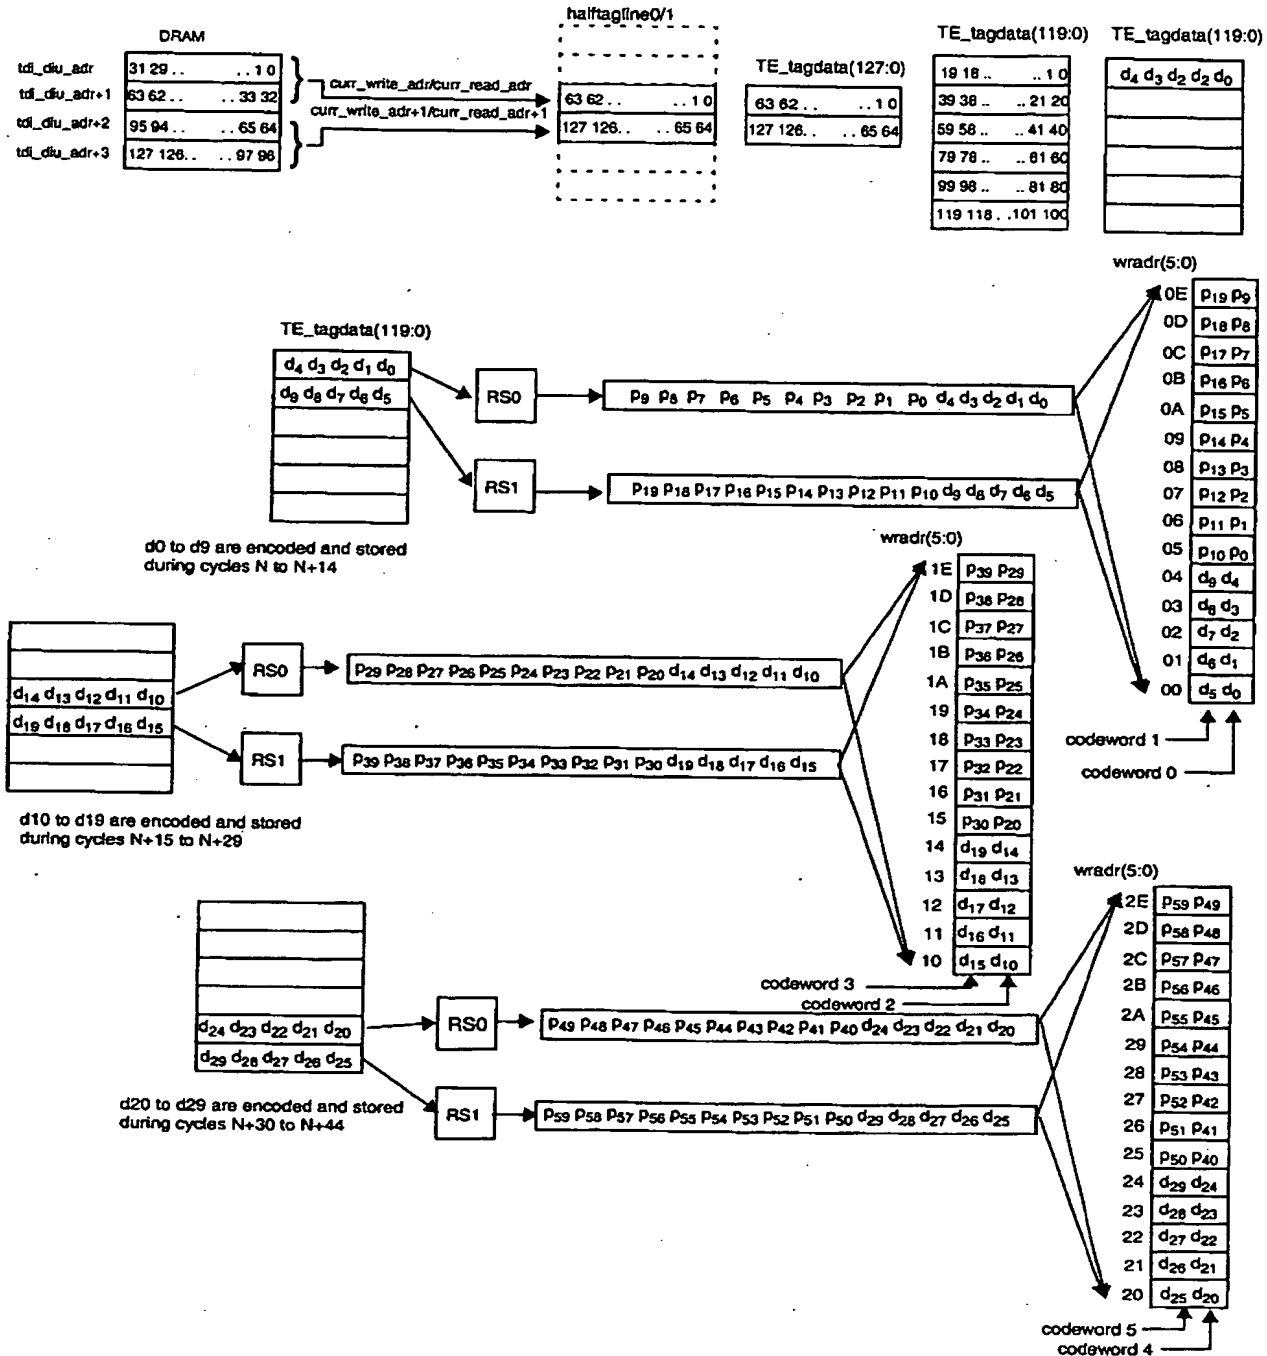 DRAM
tdi_diu_adr
31 29 .. .. 1 0
tdi_diu_adr+1
63 62 .. .. 33 32
tdi_diu_adr+2
95 94 .. .. 65 64
tdi_diu_adr+3
127 126.. .. 97 96
curr_write_adr/curr_read_adr
curr_write_adr+1/curr_read_adr+1
halftagline0/1
63 62 .. .. 1 0
127 126.. .. 65 64
TE_tagdata(127:0)
63 62 .. .. 1 0
127 126.. .. 65 64
TE_tagdata(119:0)
19 18 .. .. 1 0
39 38 .. .. 21 20
59 58 .. .. 41 40
79 78 .. .. 61 60
99 98 .. .. 81 80
119 118 . . 101 100
TE_tagdata(119:0)
d4 d3 d2 d2 d0
TE_tagdata(119:0)
d4 d3 d2 d1 d0
d9 d8 d7 d6 d5
RS0
p9 p8 p7 p6 p5 p4 p3 p2 p1 p0 d4 d3 d2 d1 d0
RS1
p19 p18 p17 p16 p15 p14 p13 p12 p11 p10 d9 d8 d7 d6 d5
d0 to d9 are encoded and stored
during cycles N to N+14
wradr(5:0)
0E p19 p9
0D p18 p8
0C p17 p7
0B p16 p6
0A p15 p5
09 p14 p4
08 p13 p3
07 p12 p2
06 p11 p1
05 p10 p0
04 d9 d4
03 d8 d3
02 d7 d2
01 d6 d1
00 d5 d0
codeword 1
codeword 0
d14 d13 d12 d11 d10
d19 d18 d17 d16 d15
RS0
p29 p28 p27 p26 p25 p24 p23 p22 p21 p20 d14 d13 d12 d11 d10
RS1
p39 p38 p37 p36 p35 p34 p33 p32 p31 p30 d19 d18 d17 d16 d15
d10 to d19 are encoded and stored
during cycles N+15 to N+29
wradr(5:0)
1E p39 p29
1D p38 p28
1C p37 p27
1B p36 p26
1A p35 p25
19 p34 p24
18 p33 p23
17 p32 p22
16 p31 p21
15 p30 p20
14 d19 d14
13 d18 d13
12 d17 d12
11 d16 d11
10 d15 d10
codeword 3
codeword 2
d24 d23 d22 d21 d20
d29 d28 d27 d26 d25
RS0
p49 p48 p47 p46 p45 p44 p43 p42 p41 p40 d24 d23 d22 d21 d20
RS1
p59 p58 p57 p56 p55 p54 p53 p52 p51 p50 d29 d28 d27 d26 d25
d20 to d29 are encoded and stored
during cycles N+30 to N+44
wradr(5:0)
2E p59 p49
2D p58 p48
2C p57 p47
2B p56 p46
2A p55 p45
29 p54 p44
28 p53 p43
27 p52 p42
26 p51 p41
25 p50 p40
24 d29 d24
23 d28 d23
22 d27 d22
21 d26 d21
20 d25 d20
codeword 5
codeword 4